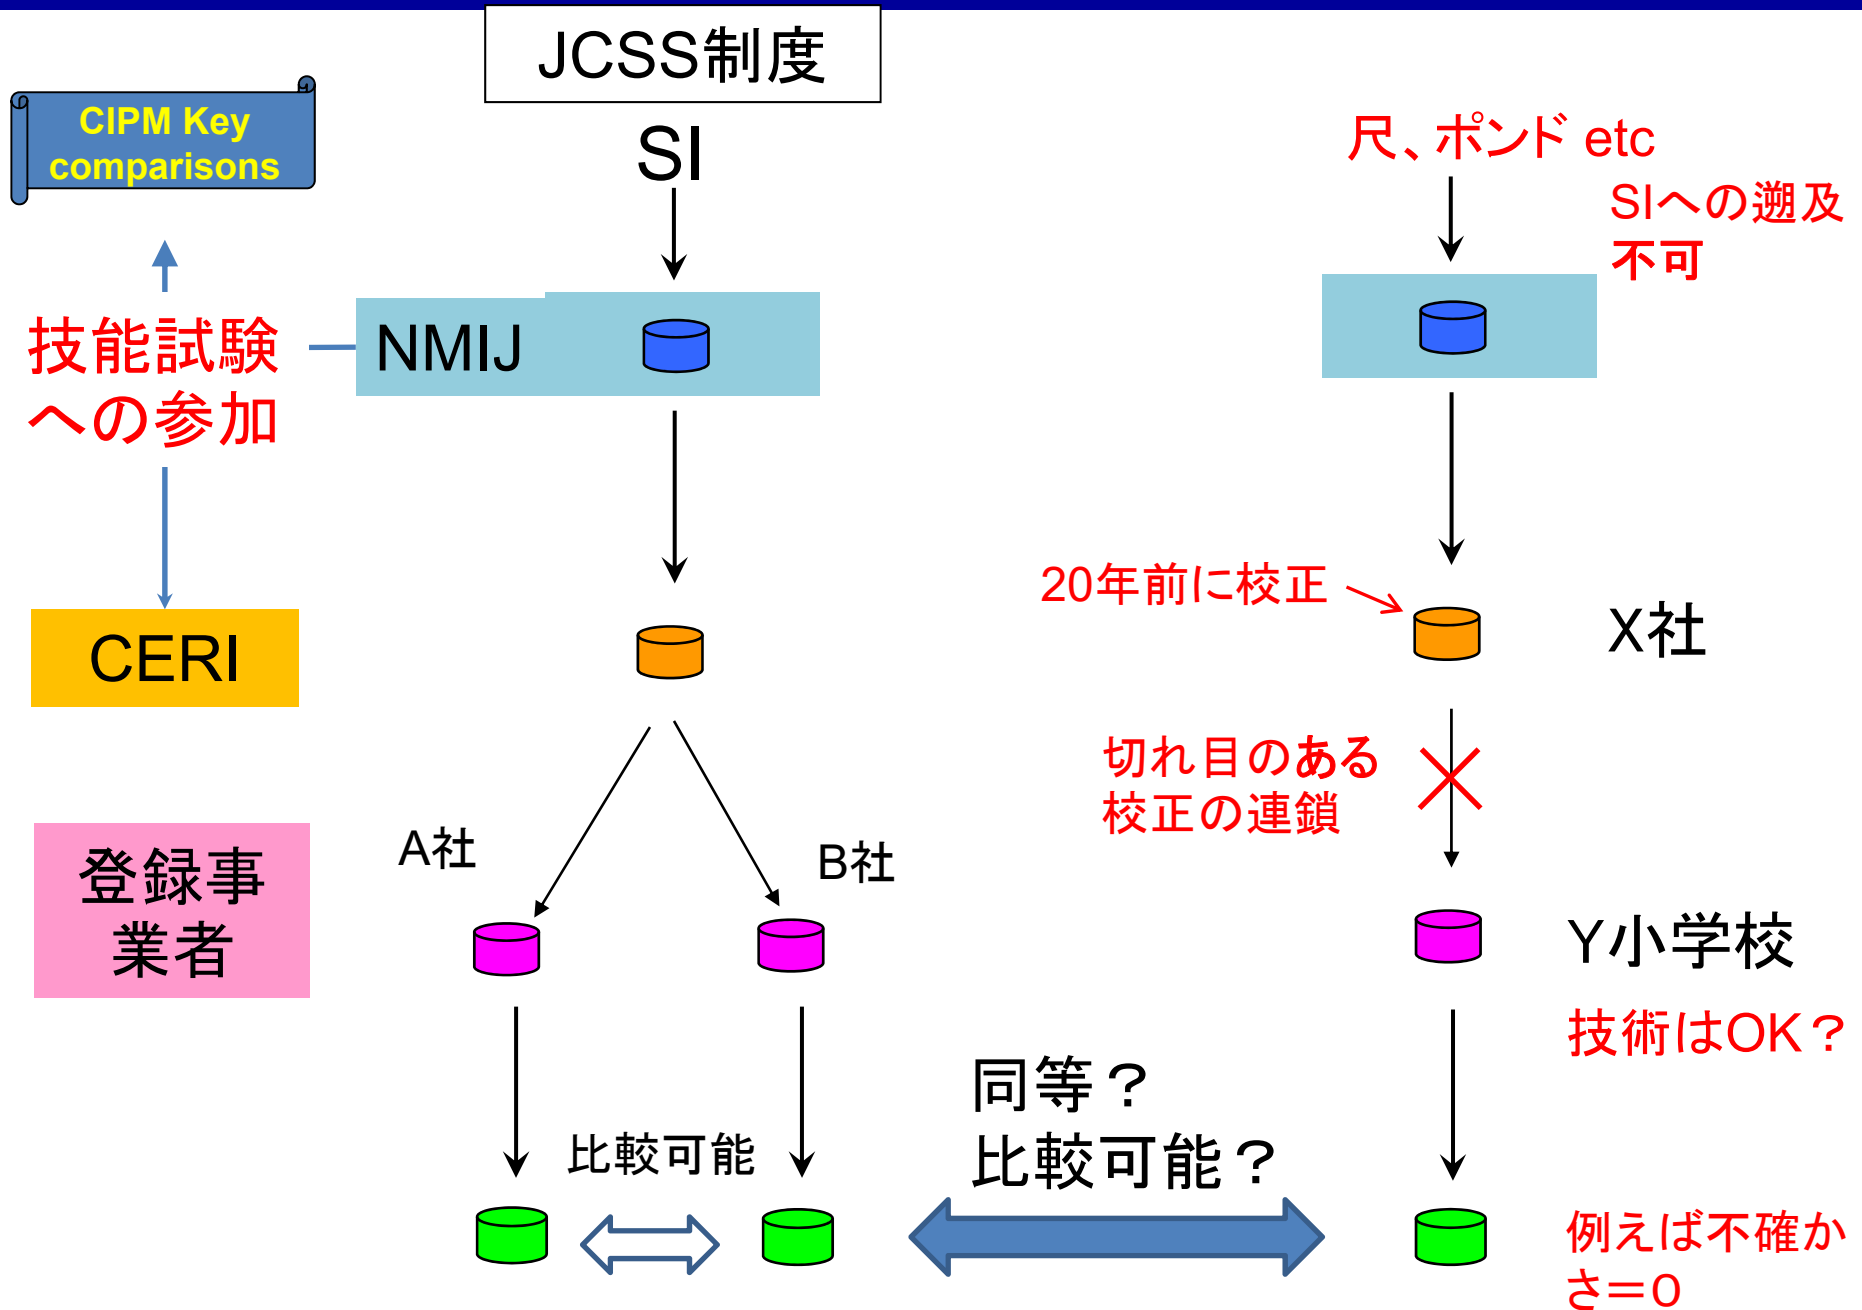 JCSS制度
CIPM Key
comparisons
SI
尺、ポンド etc
SIへの遡及
不可
技能試験
への参加
NMIJ
20年前に校正
X社
CERI
切れ目のある
校正の連鎖
A社
B社
登録事
業者
Y小学校
技術はOK？
同等？
比較可能？
比較可能
例えば不確か
さ＝0